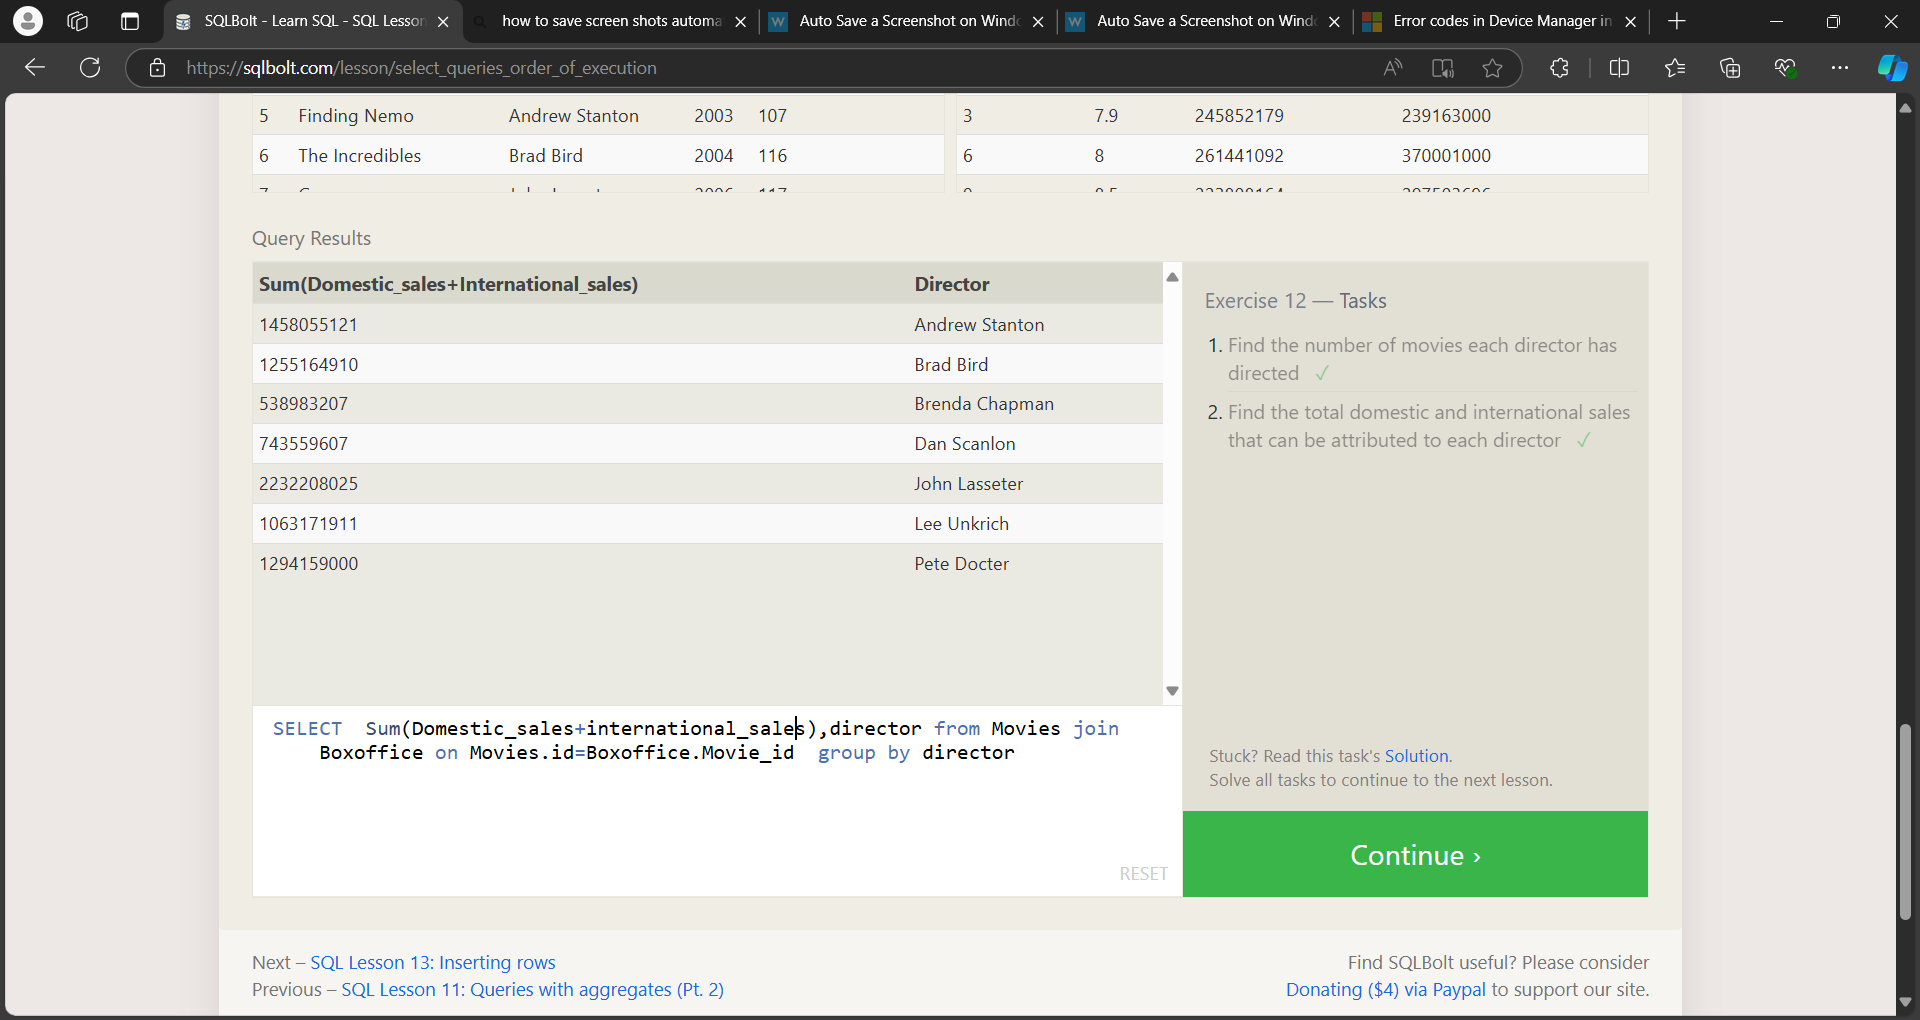 SQLBolt - Learn SQL - SQL Lesson
how to save screen shots automa
Auto Save a Screenshot on Windo
Auto Save a Screenshot on Windo
Error codes in Device Manager in
https://sqlbolt.com/lesson/select_queries_order_of_execution
5 Finding Nemo Andrew Stanton 2003 107 3 7.9 245852179 239163000
6 The Incredibles Brad Bird 2004 116 6 8 261441092 370001000
Query Results
Sum(Domestic_sales+International_sales) Director
1458055121 Andrew Stanton
1255164910 Brad Bird
538983207 Brenda Chapman
743559607 Dan Scanlon
2232208025 John Lasseter
1063171911 Lee Unkrich
1294159000 Pete Docter
Exercise 12 — Tasks
1. Find the number of movies each director has
directed ✓
2. Find the total domestic and international sales
that can be attributed to each director ✓
SELECT Sum(Domestic_sales+international_sales),director from Movies join
Boxoffice on Movies.id=Boxoffice.Movie_id group by director
RESET
Stuck? Read this task's Solution.
Solve all tasks to continue to the next lesson.
Continue ›
Next – SQL Lesson 13: Inserting rows
Previous – SQL Lesson 11: Queries with aggregates (Pt. 2)
Find SQLBolt useful? Please consider
Donating ($4) via Paypal to support our site.